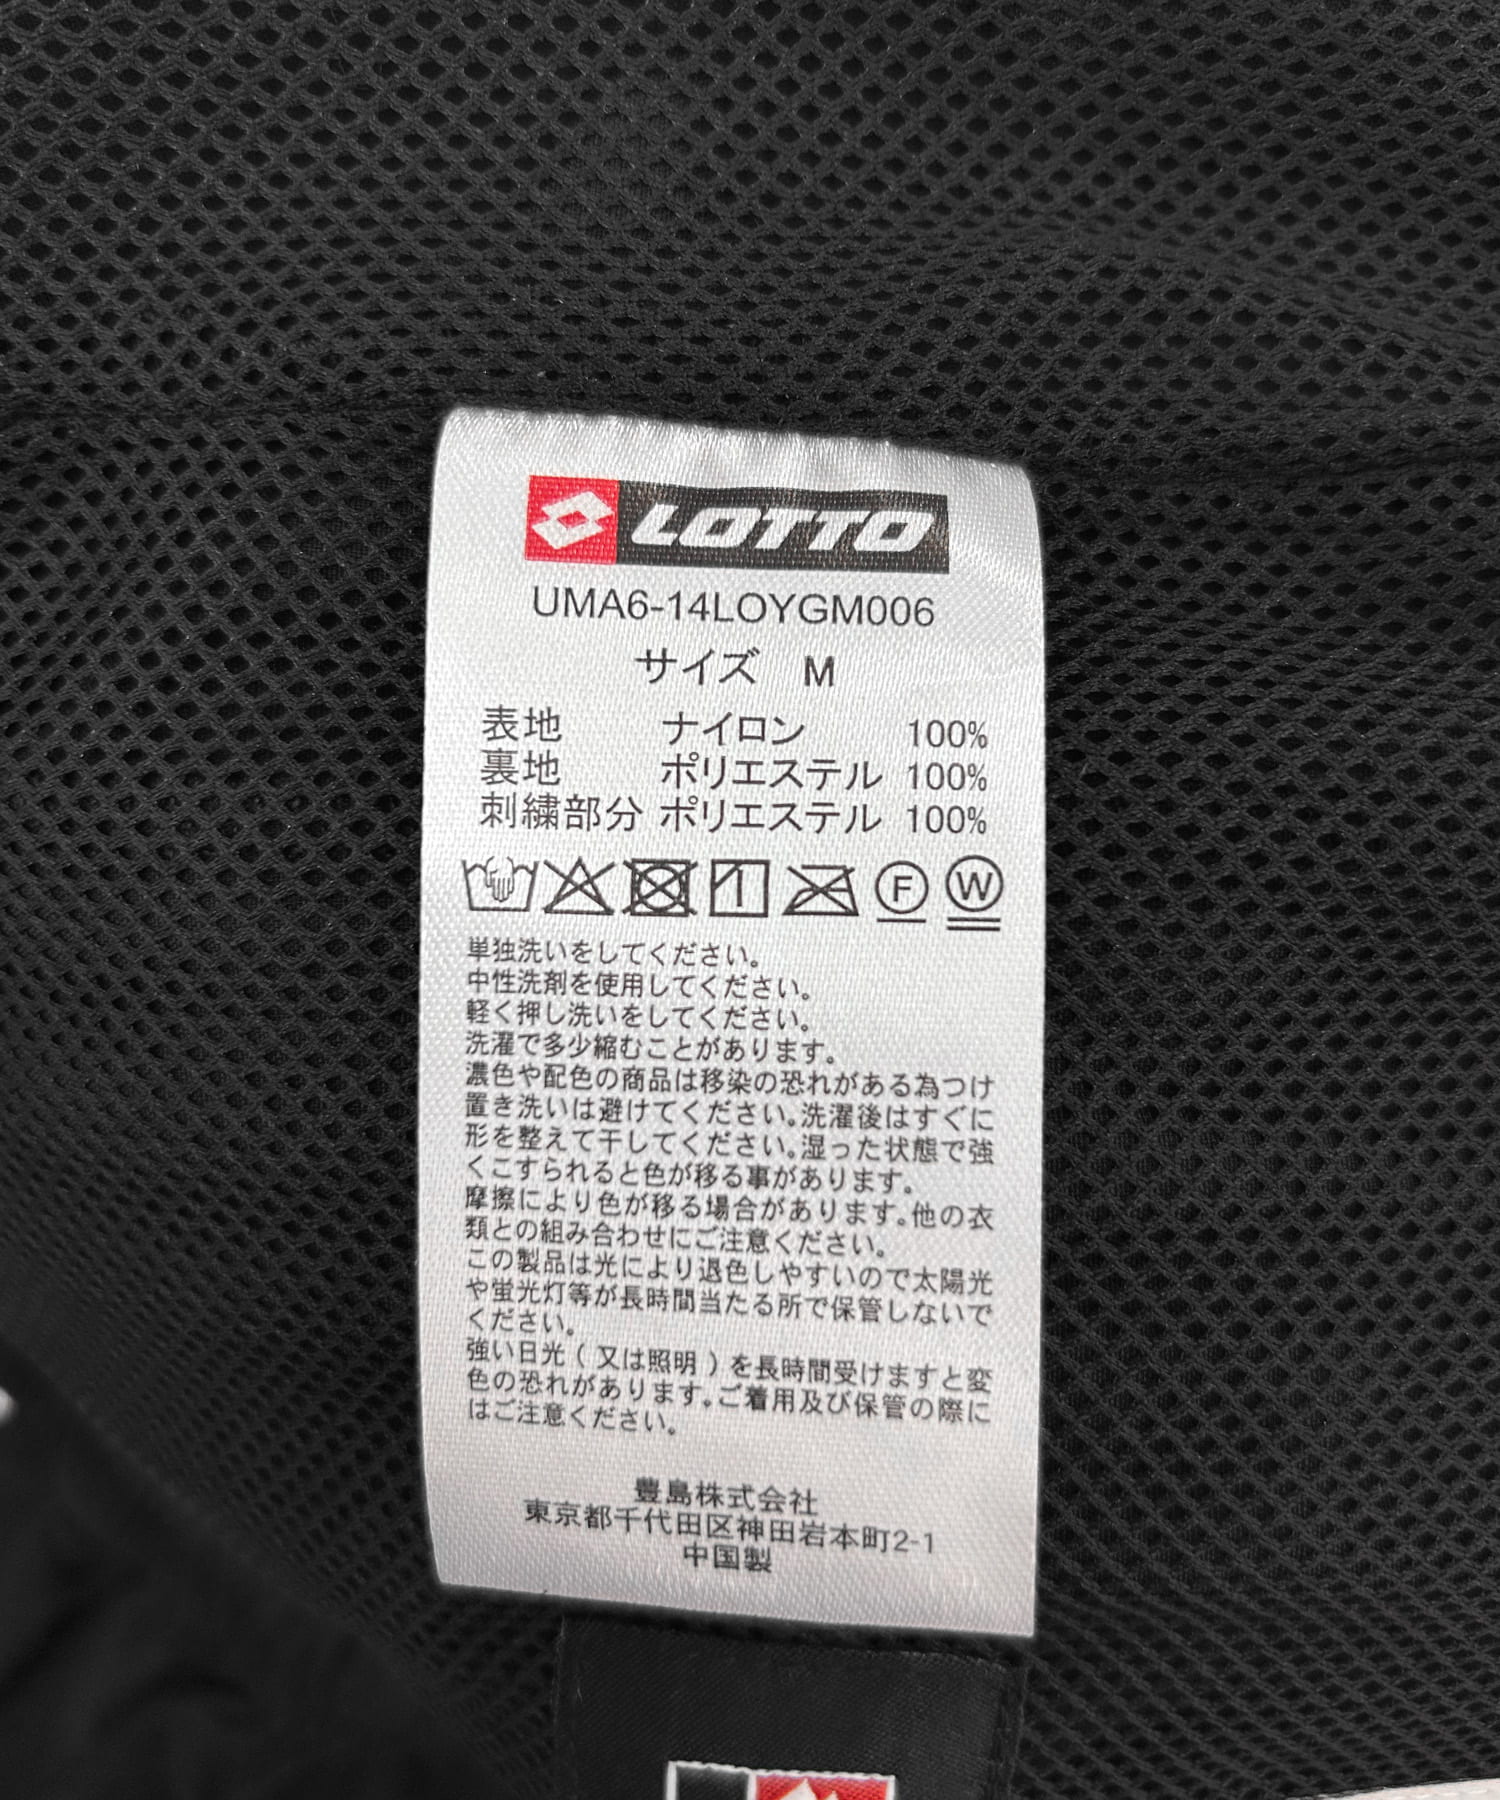 LOTTO
UMA6-14LOYGM006
サイズ M
表地 ナイロン 100%
裏地 ポリエステル 100%
刺繍部分 ポリエステル 100%
F W
単独洗いをしてください。
中性洗剤を使用してください。
軽く押し洗いをしてください。
洗濯で多少縮むことがあります。
濃色や配色の商品は移染の恐れがある為つけ
置き洗いは避けてください。洗濯後はすぐに
形を整えて干してください。湿った状態で強
くこすられると色が移る事があります。
摩擦により色が移る場合があります。他の衣
類との組み合わせにご注意ください。
この製品は光により退色しやすいので太陽光
や蛍光灯等が長時間当たる所で保管しないで
ください。
強い日光(又は照明)を長時間受けますと変
色の恐れがあります。ご着用及び保管の際に
はご注意ください。
豊島株式会社
東京都千代田区神田岩本町2-1
中国製